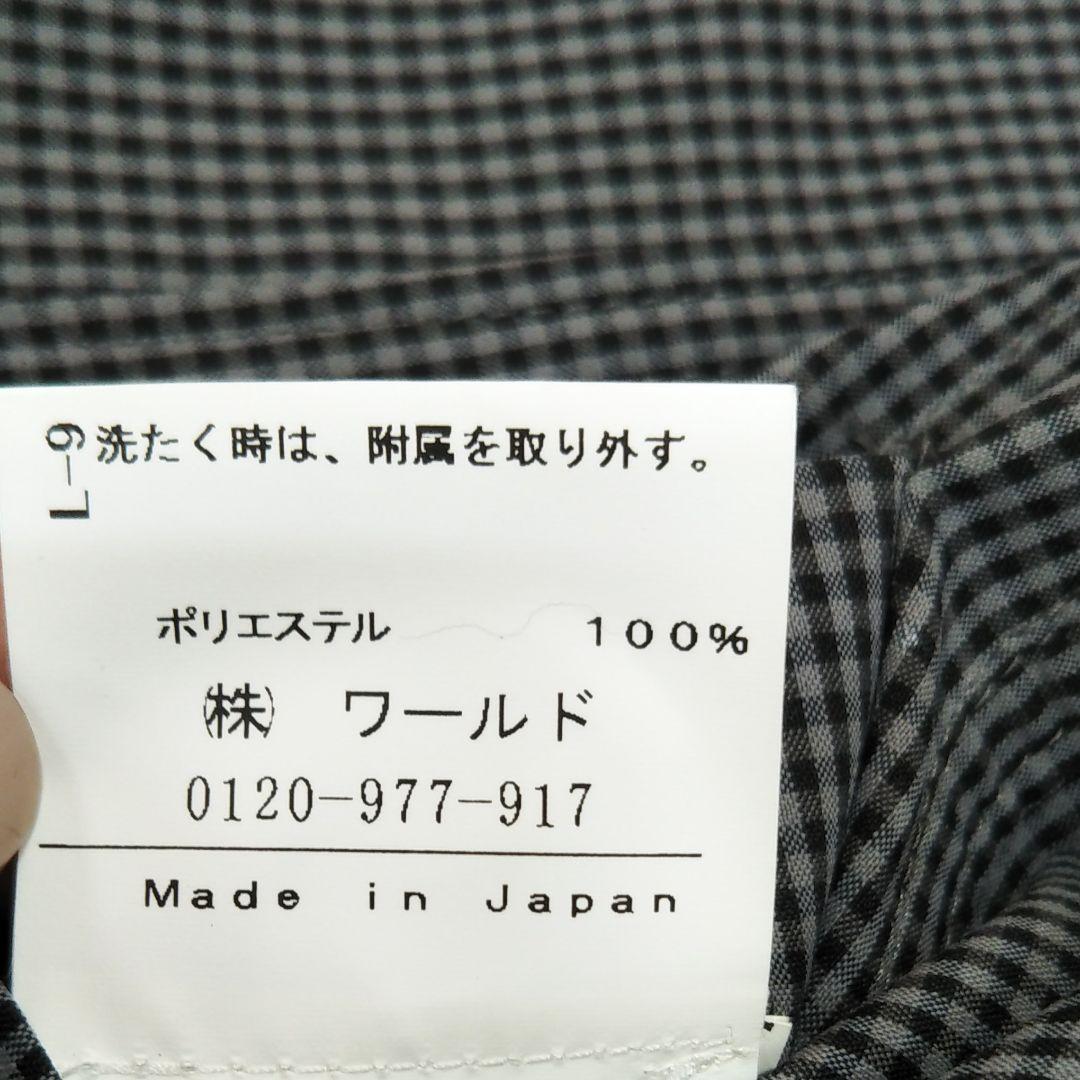 洗たく時は、附属を取り外す。
L-6
ポリエステル 100%
㈱ ワールド
0120-977-917
Made in Japan